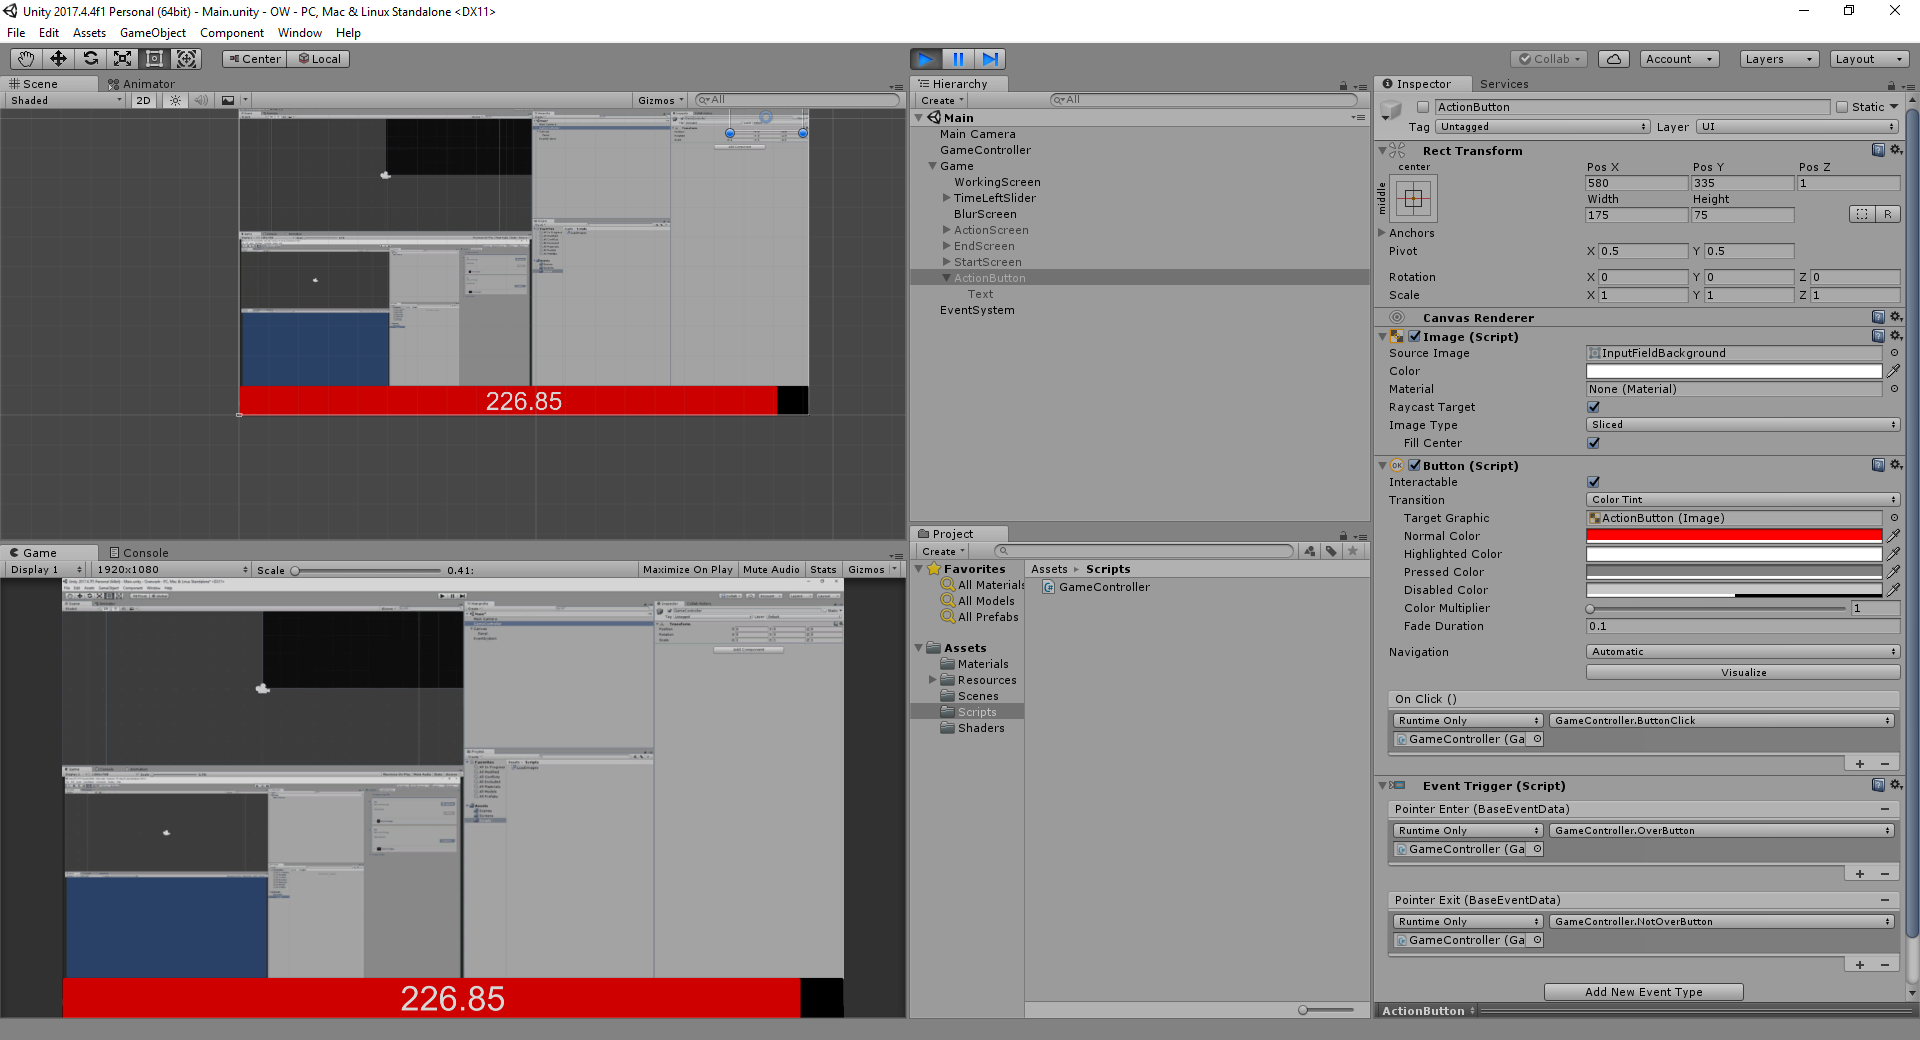 Unity 2017.4.4f1 Personal (64bit) - Main.unity - OW - PC, Mac & Linux Standalone <DX11>
File Edit Assets GameObject Component Window Help
Center Local
Collab Account Layers Layout
Scene Animator
Shaded 2D Gizmos All
226.85
Game Console
Display 1 1920x1080 Scale 0.41: Maximize On Play Mute Audio Stats Gizmos
226.85
Hierarchy
Create All
Main
Main Camera
GameController
Game
WorkingScreen
TimeLeftSlider
BlurScreen
ActionScreen
EndScreen
StartScreen
ActionButton
Text
EventSystem
Project
Create
Favorites
All Materials
All Models
All Prefabs
Assets
Materials
Resources
Scenes
Scripts
Shaders
Assets Scripts
GameController
Inspector Services
ActionButton Static
Tag Untagged Layer UI
Rect Transform
center
middle
Pos X Pos Y Pos Z
580 335 1
Width Height
175 75 R
Anchors
Pivot X 0.5 Y 0.5
Rotation X 0 Y 0 Z 0
Scale X 1 Y 1 Z 1
Canvas Renderer
Image (Script)
Source Image InputFieldBackground
Color
Material None (Material)
Raycast Target
Image Type Sliced
Fill Center
OK Button (Script)
Interactable
Transition Color Tint
Target Graphic ActionButton (Image)
Normal Color
Highlighted Color
Pressed Color
Disabled Color
Color Multiplier 1
Fade Duration 0.1
Navigation Automatic
Visualize
On Click ()
Runtime Only GameController.ButtonClick
GameController (Ga
Event Trigger (Script)
Pointer Enter (BaseEventData)
Runtime Only GameController.OverButton
GameController (Ga
Pointer Exit (BaseEventData)
Runtime Only GameController.NotOverButton
GameController (Ga
Add New Event Type
ActionButton